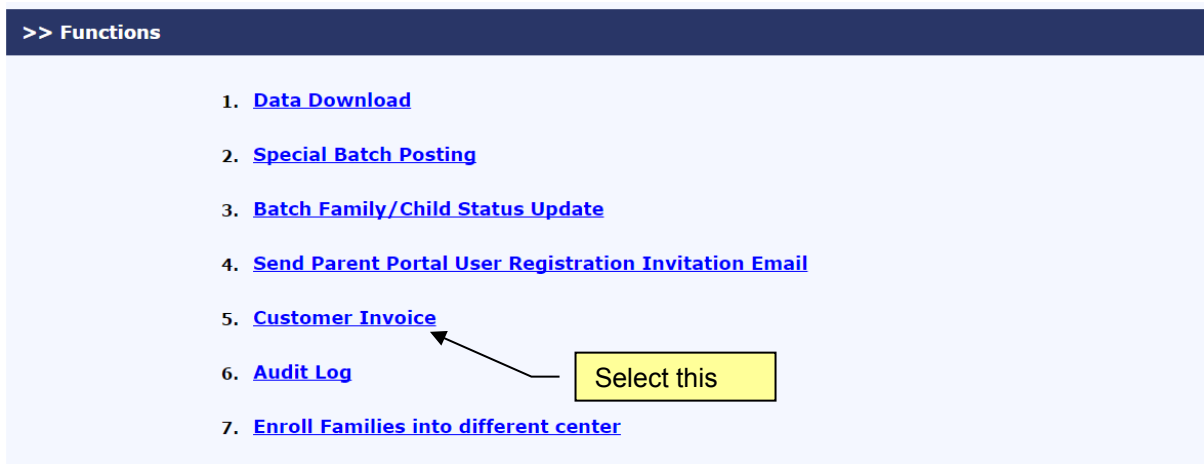 >> Functions
1. Data Download
2. Special Batch Posting
3. Batch Family/Child Status Update
4. Send Parent Portal User Registration Invitation Email
5. Customer Invoice
6. Audit Log
Select this
7. Enroll Families into different center